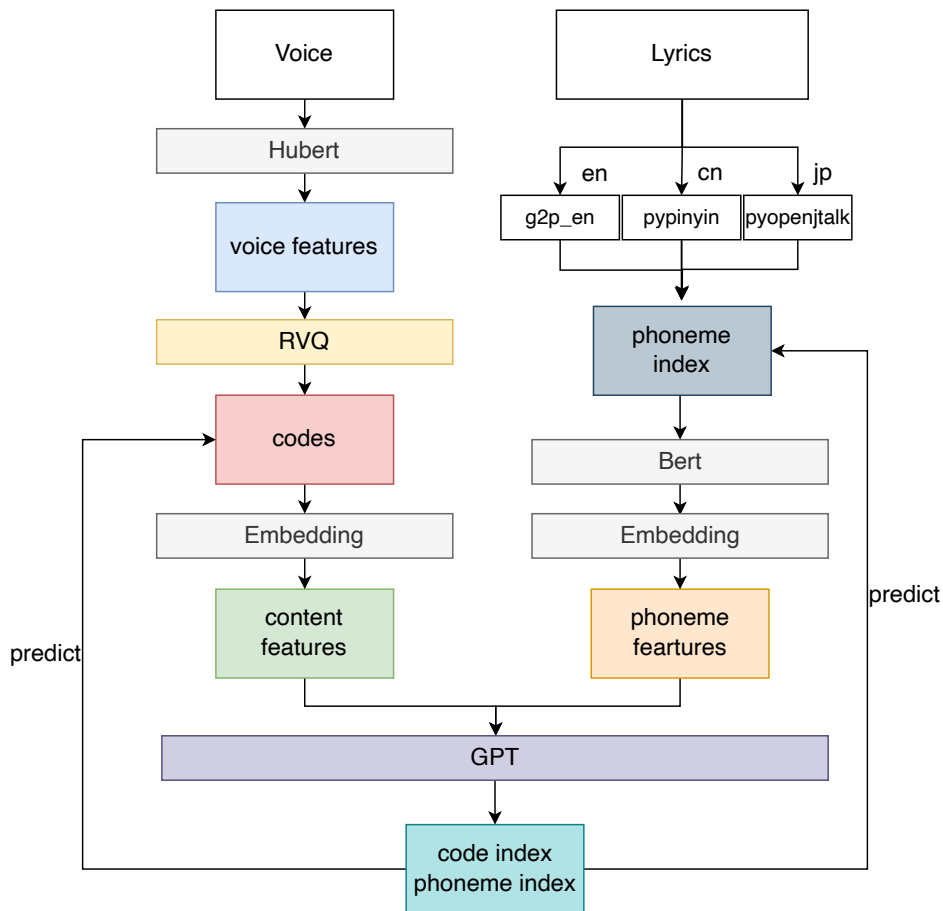 Voice
Lyrics
Hubert
en
cn
jp
g2p_en
pypinyin
pyopenjtalk
voice features
RVQ
phoneme
index
codes
Bert
Embedding
Embedding
content
features
phoneme
feartures
predict
predict
GPT
code index
phoneme index